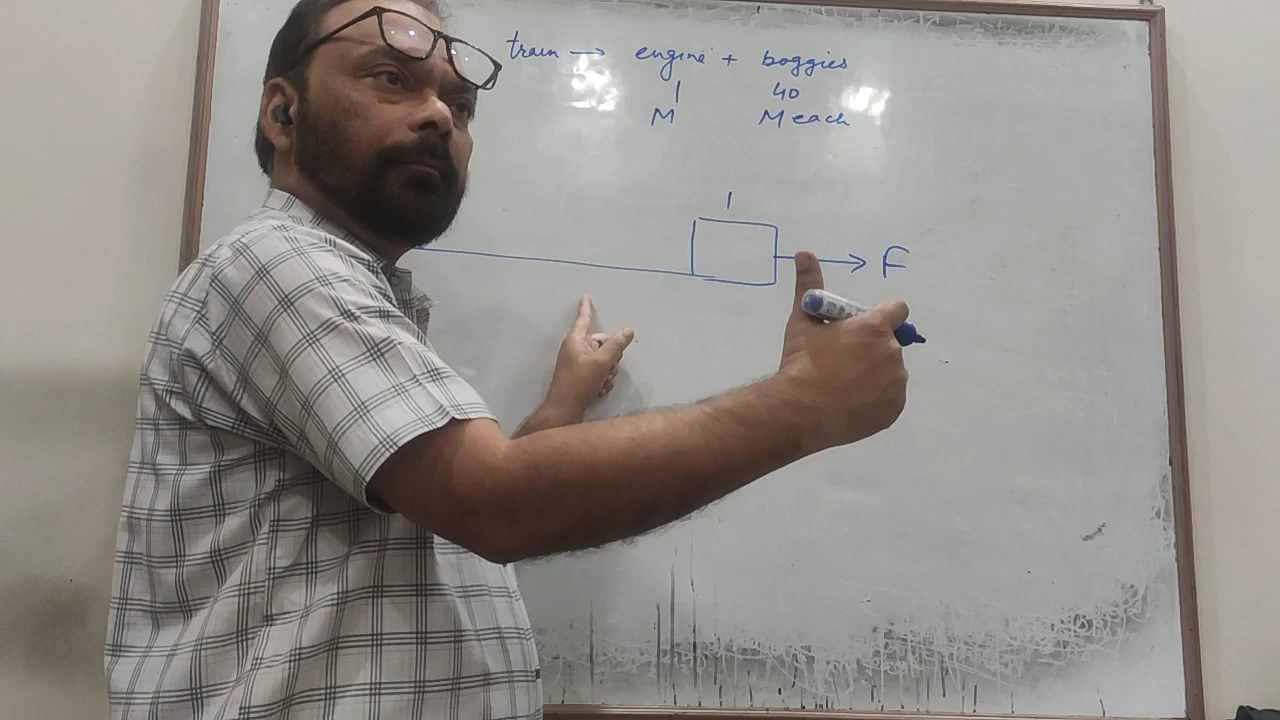 train → engine + boggies
1 40
M M each
1
F